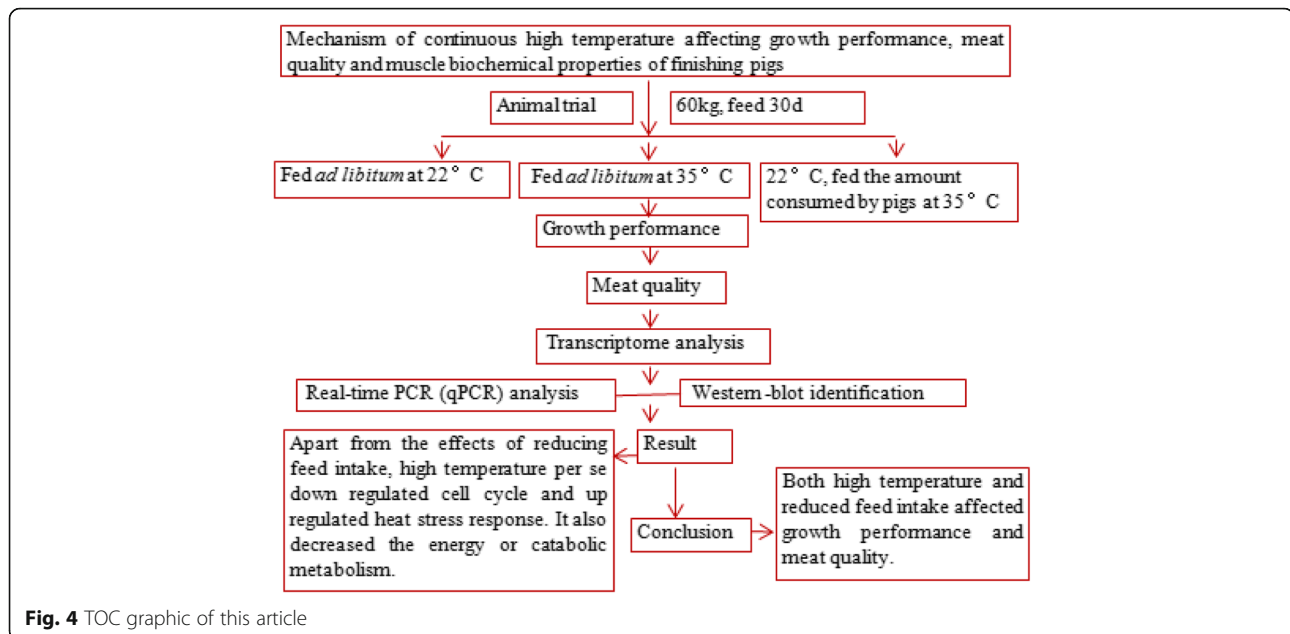 Mechanism of continuous high temperature affecting growth performance, meat
quality and muscle biochemical properties of finishing pigs
Animal trial
60kg, feed 30d
Fed ad libitum at 22° C
Fed ad libitum at 35° C
22° C, fed the amount
consumed by pigs at 35° C
Growth performance
Meat quality
Transcriptome analysis
Real-time PCR (qPCR) analysis
Western-blot identification
Apart from the effects of reducing
feed intake, high temperature per se
down regulated cell cycle and up
regulated heat stress response. It also
decreased the energy or catabolic
metabolism.
Result
Conclusion
Both high temperature and
reduced feed intake affected
growth performance and
meat quality.
Fig. 4 TOC graphic of this article